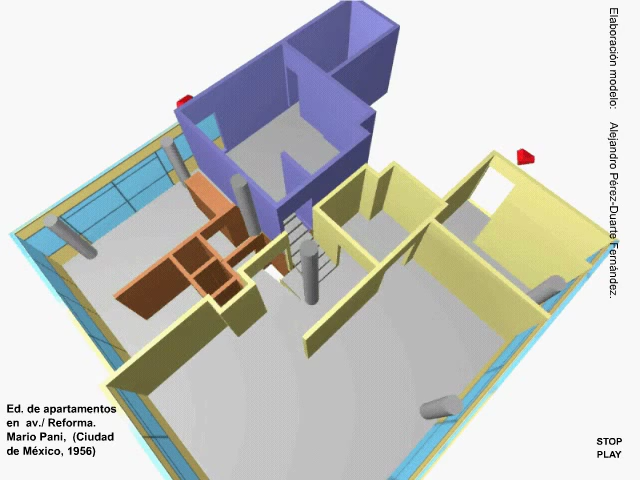 Elaboración modelo: Alejandro Pérez-Duarte Fernández.
Ed. de apartamentos
en av./ Reforma.
Mario Pani, (Ciudad
de México, 1956)
STOP
PLAY